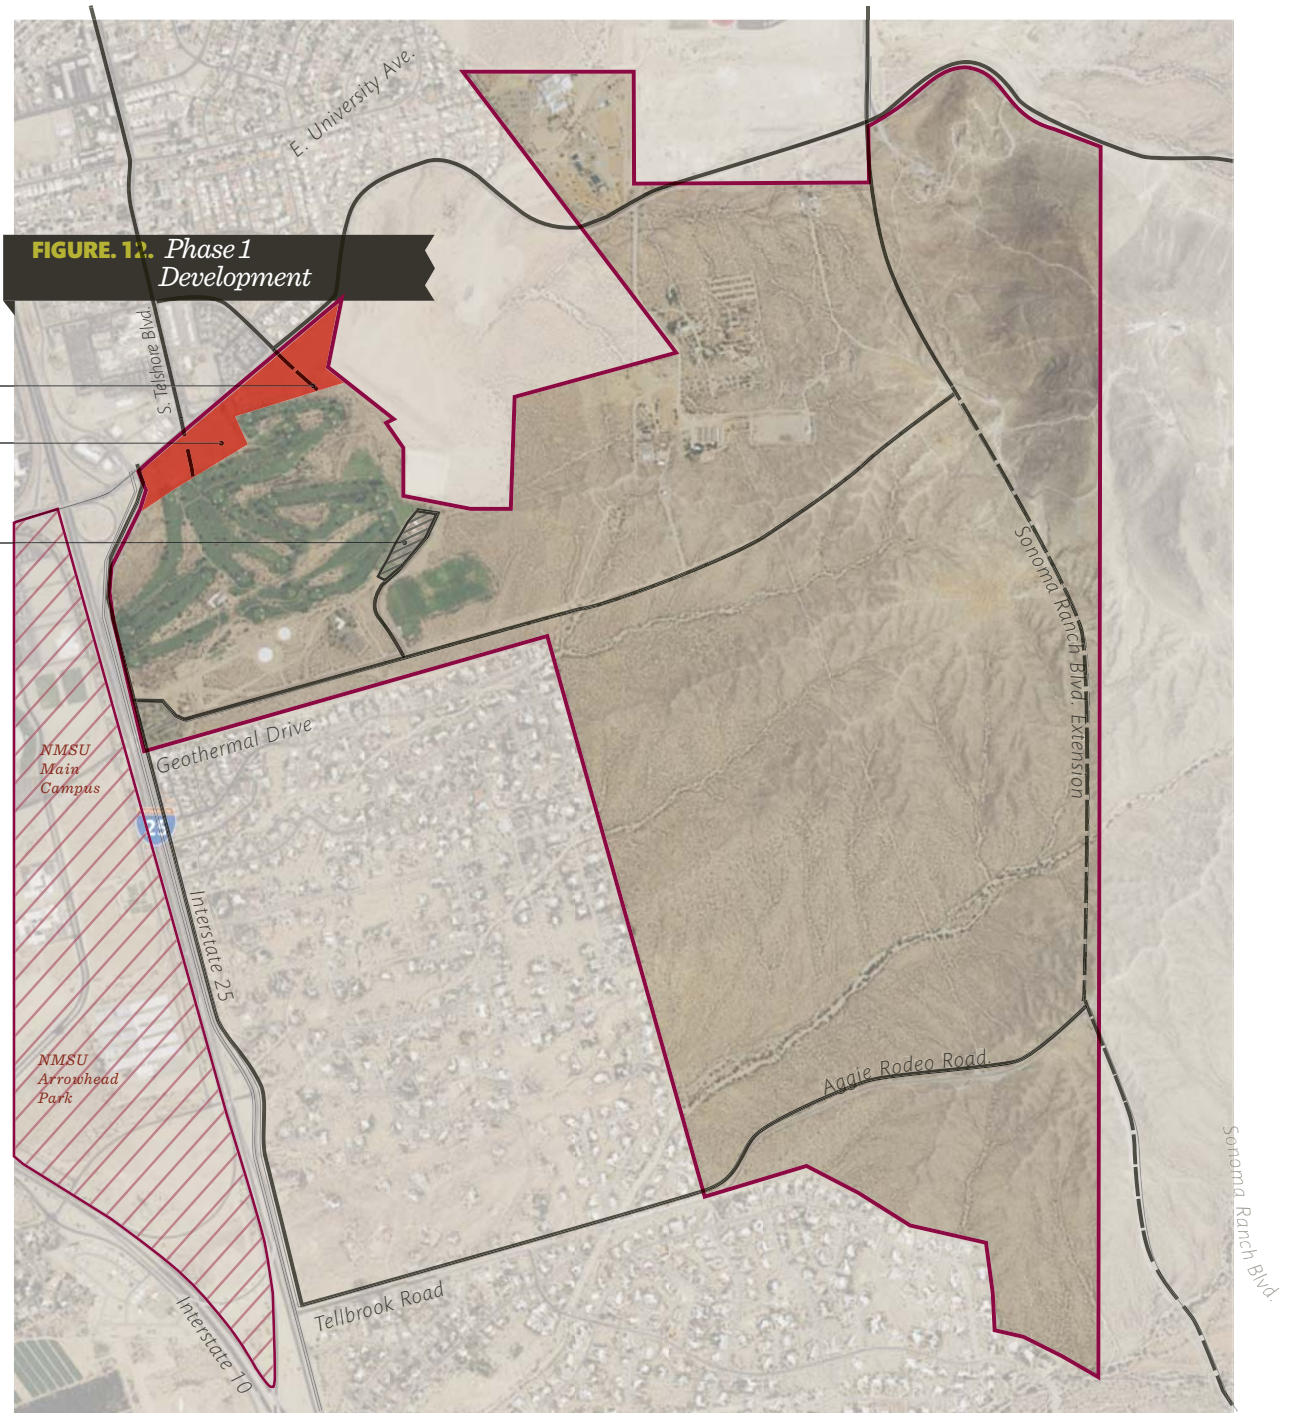 E. University Ave.
FIGURE. 12. Phase 1
Development
S. Telshore Blvd.
Sonoma Ranch Blvd. Extension
Geothermal Drive
NMSU
Main
Campus
25
Interstate 25
NMSU
Arrowhead
Park
Aggie Rodeo Road.
Sonoma Ranch Blvd.
Tellbrook Road
Interstate 10